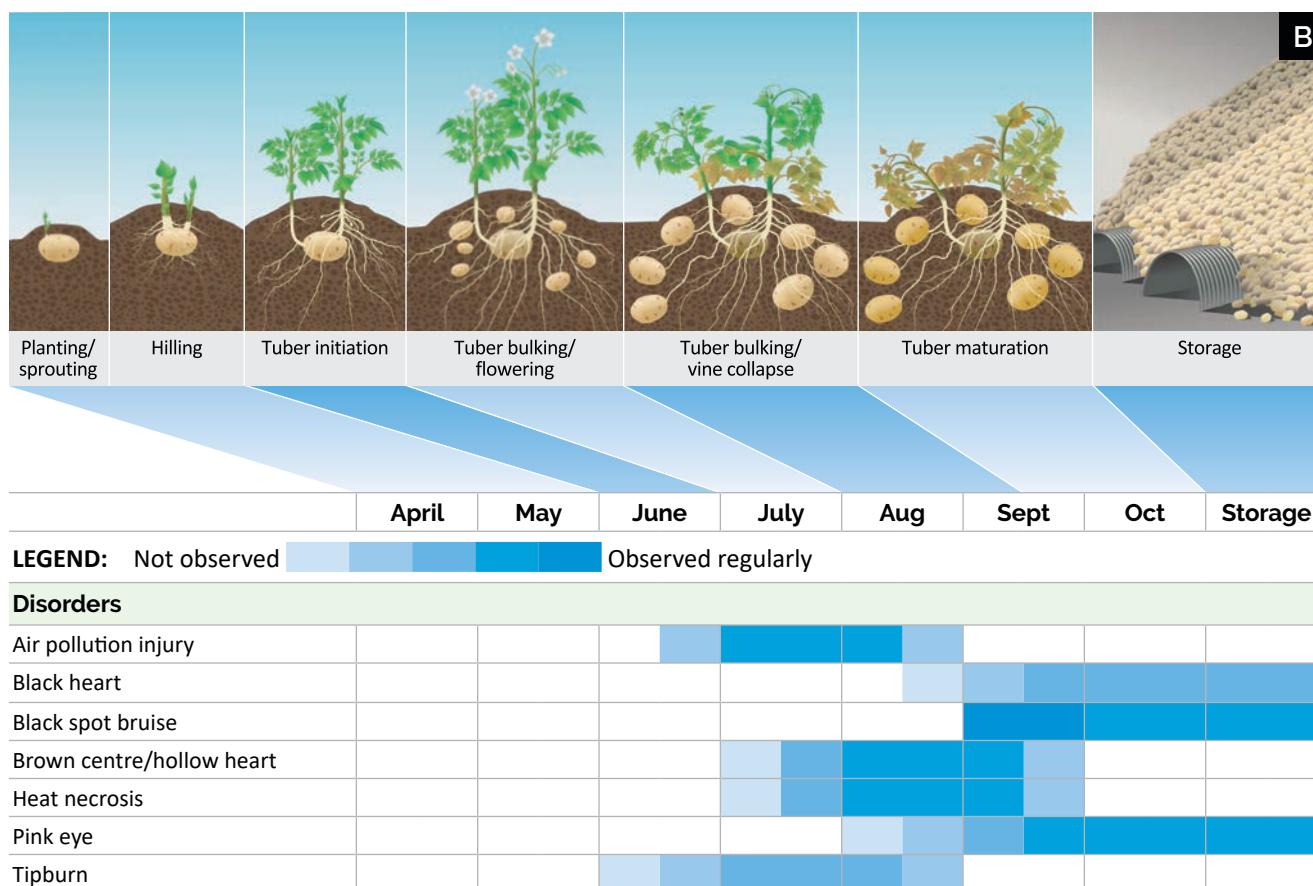 B
Planting/
sprouting
Hilling
Tuber initiation
Tuber bulking/
flowering
Tuber bulking/
vine collapse
Tuber maturation
Storage
April May June July Aug Sept Oct Storage
LEGEND: Not observed Observed regularly
Disorders
Air pollution injury
Black heart
Black spot bruise
Brown centre/hollow heart
Heat necrosis
Pink eye
Tipburn